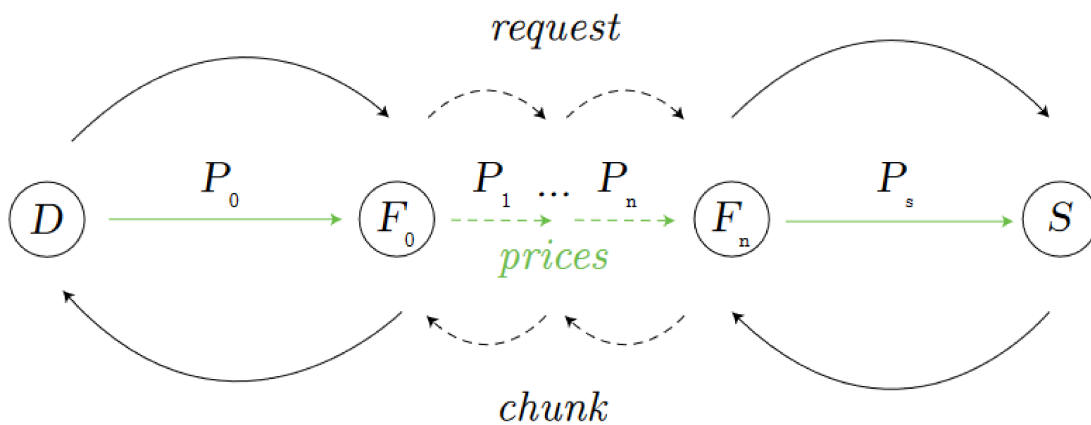 request
P₀ P₁ ... Pₙ Pₛ
D F₀ Fₙ S
prices
chunk